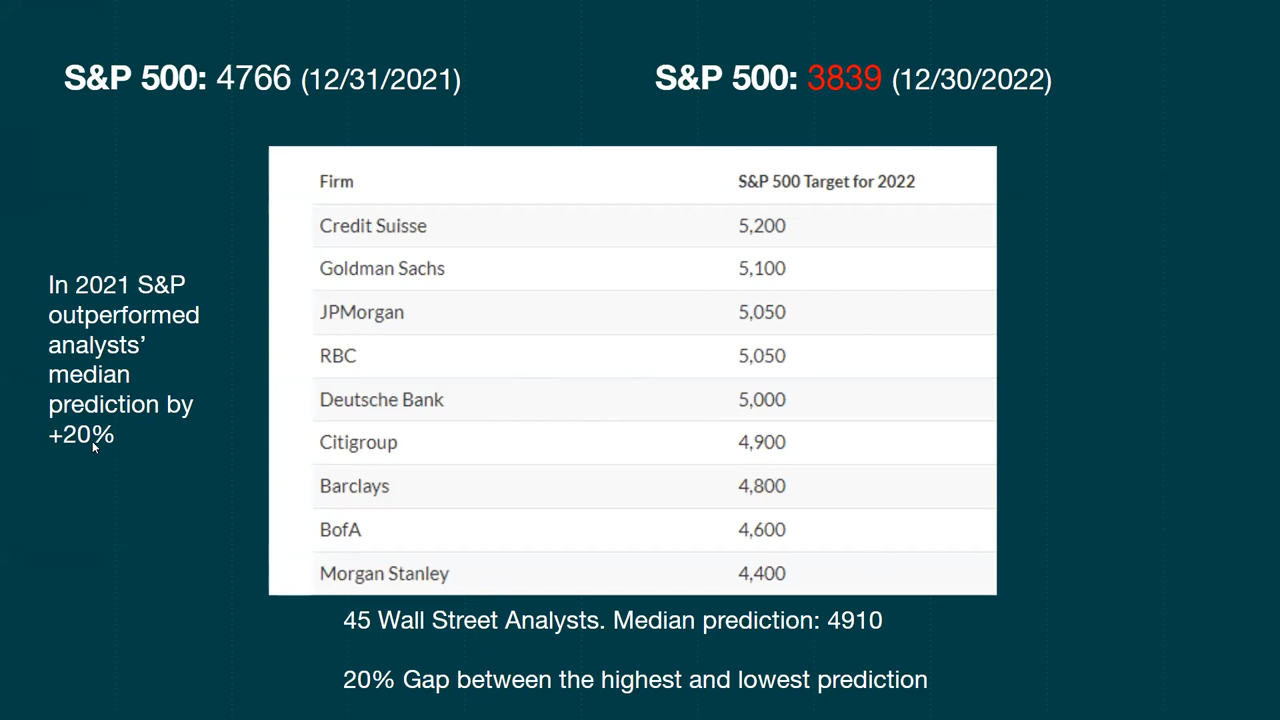 S&P 500: 4766 (12/31/2021)
S&P 500: 3839 (12/30/2022)
Firm S&P 500 Target for 2022
Credit Suisse 5,200
Goldman Sachs 5,100
JPMorgan 5,050
RBC 5,050
Deutsche Bank 5,000
Citigroup 4,900
Barclays 4,800
BofA 4,600
Morgan Stanley 4,400
In 2021 S&P
outperformed
analysts’
median
prediction by
+20%
45 Wall Street Analysts. Median prediction: 4910
20% Gap between the highest and lowest prediction